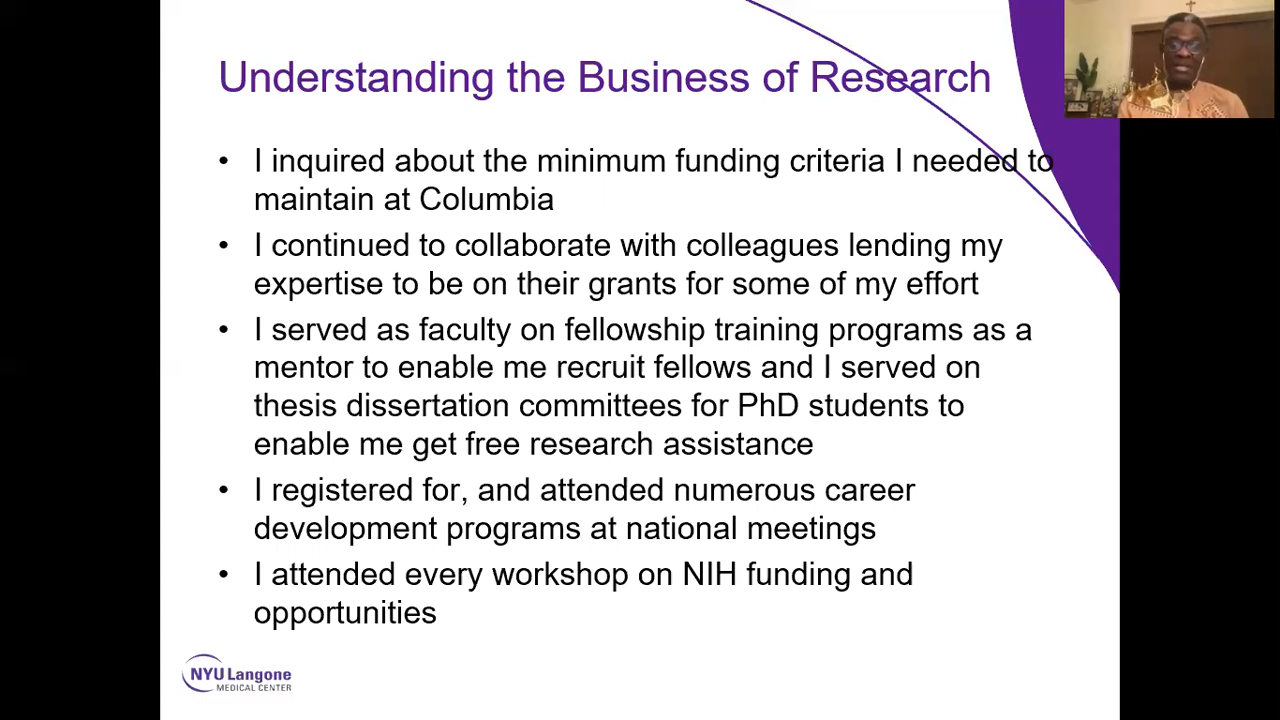 Understanding the Business of Research
• I inquired about the minimum funding criteria I needed to
maintain at Columbia
• I continued to collaborate with colleagues lending my
expertise to be on their grants for some of my effort
• I served as faculty on fellowship training programs as a
mentor to enable me recruit fellows and I served on
thesis dissertation committees for PhD students to
enable me get free research assistance
• I registered for, and attended numerous career
development programs at national meetings
• I attended every workshop on NIH funding and
opportunities
NYU Langone
MEDICAL CENTER